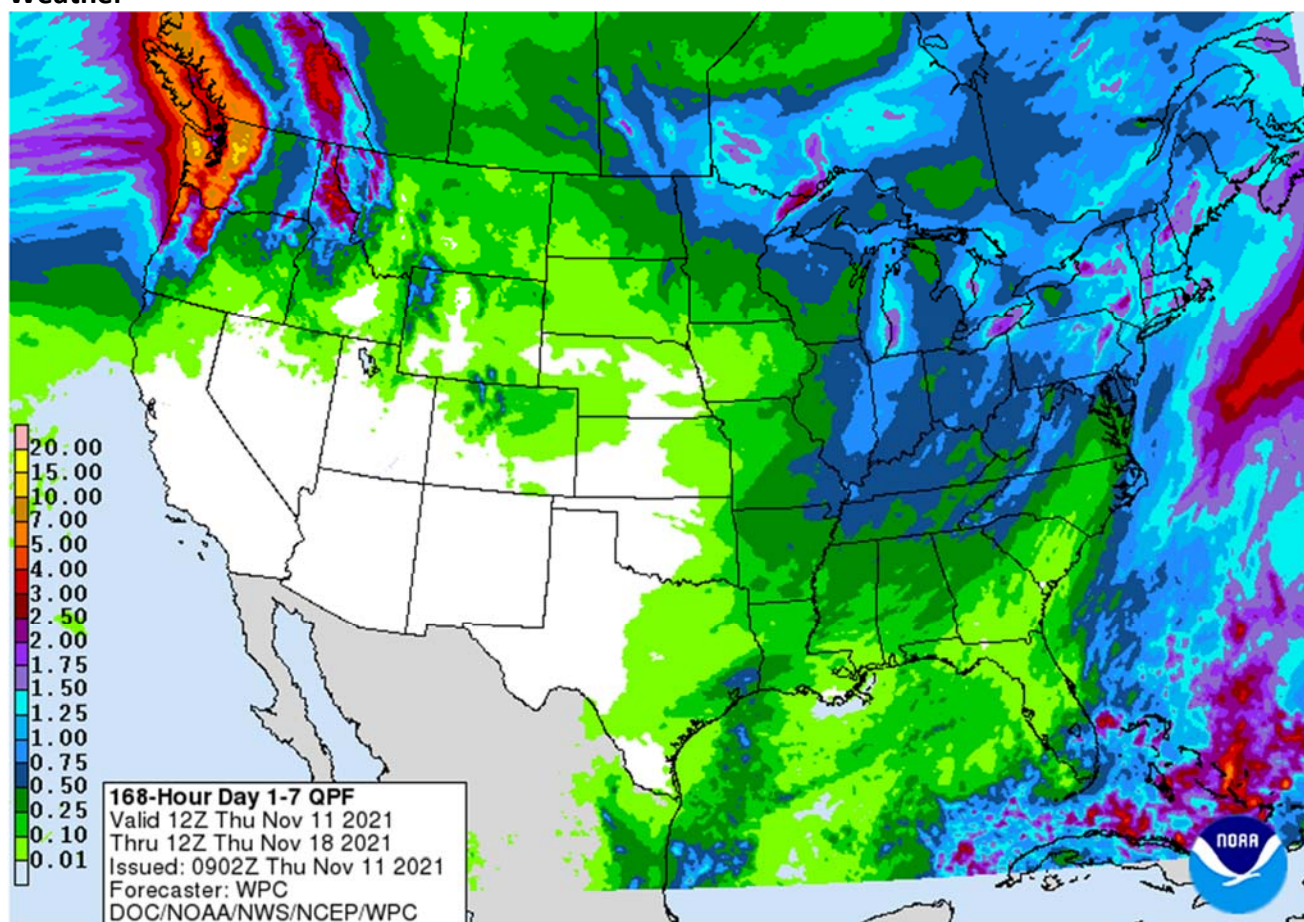 Weather
20.00
15.00
10.00
7.00
5.00
4.00
3.00
2.50
2.00
1.75
1.50
1.25
1.00
0.75
0.50
0.25
0.10
0.01
168-Hour Day 1-7 QPF
Valid 12Z Thu Nov 11 2021
Thru 12Z Thu Nov 18 2021
Issued: 0902Z Thu Nov 11 2021
Forecaster: WPC
DOC/NOAA/NWS/NCEP/WPC
NOAA